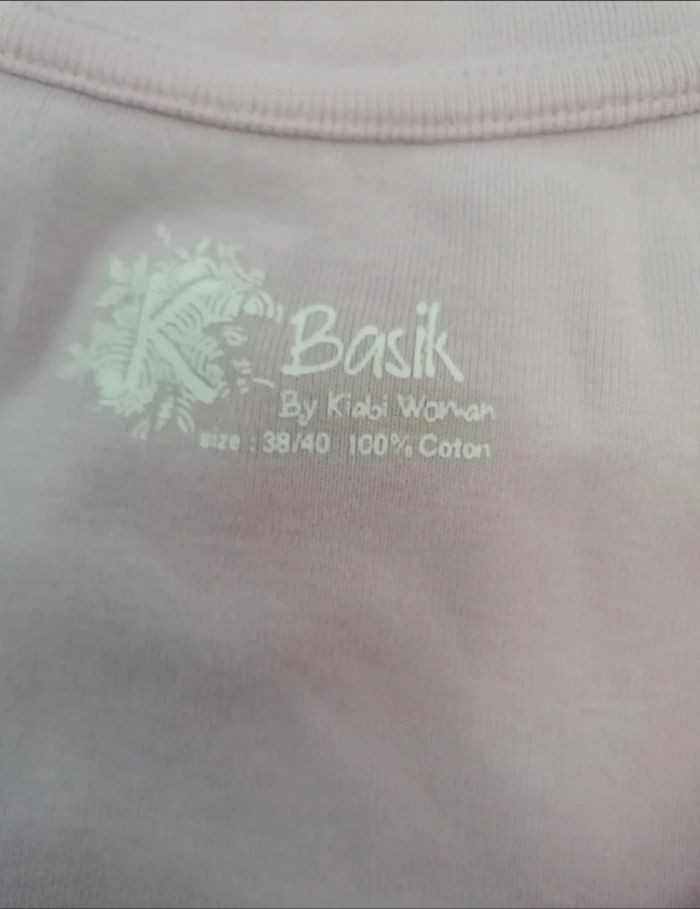 K Basik
By Kiabi Woman
size : 38/40 100% Coton